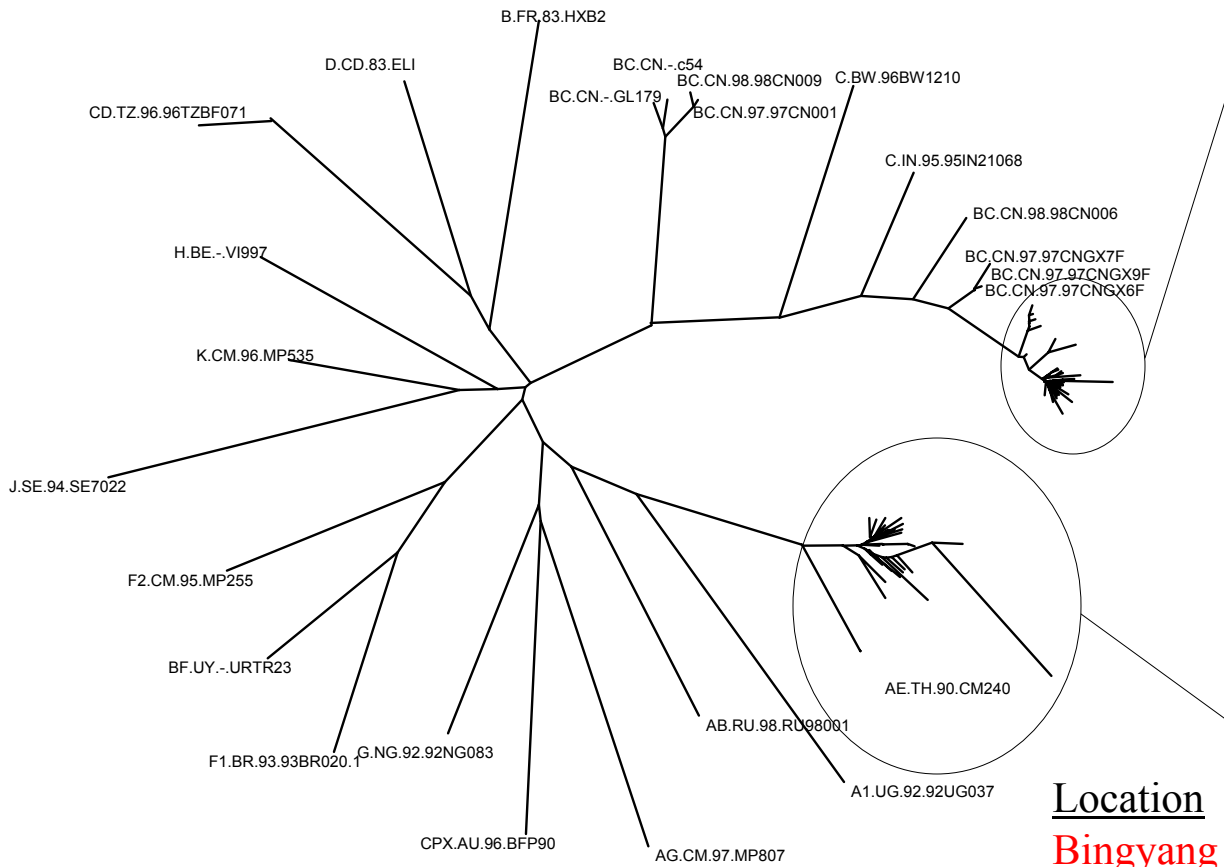 B.FR.83.HXB2
D.CD.83.ELI
BC.CN.-.c54
BC.CN.98.98CN009
C.BW.96BW1210
BC.CN.-.GL179
CD.TZ.96.96TZBF071
BC.CN.97.97CN001
C.IN.95.95IN21068
BC.CN.98.98CN006
H.BE.-.VI997
BC.CN.97.97CNGX7F
BC.CN.97.97CNGX9F
BC.CN.97.97CNGX6F
K.CM.96.MP535
J.SE.94.SE7022
F2.CM.95.MP255
BF.UY.-.URTR23
AE.TH.90.CM240
AB.RU.98.RU98001
G.NG.92.92NG083
F1.BR.93.93BR020.1
A1.UG.92.92UG037
CPX.AU.96.BFP90
AG.CM.97.MP807
Location
Bingyang